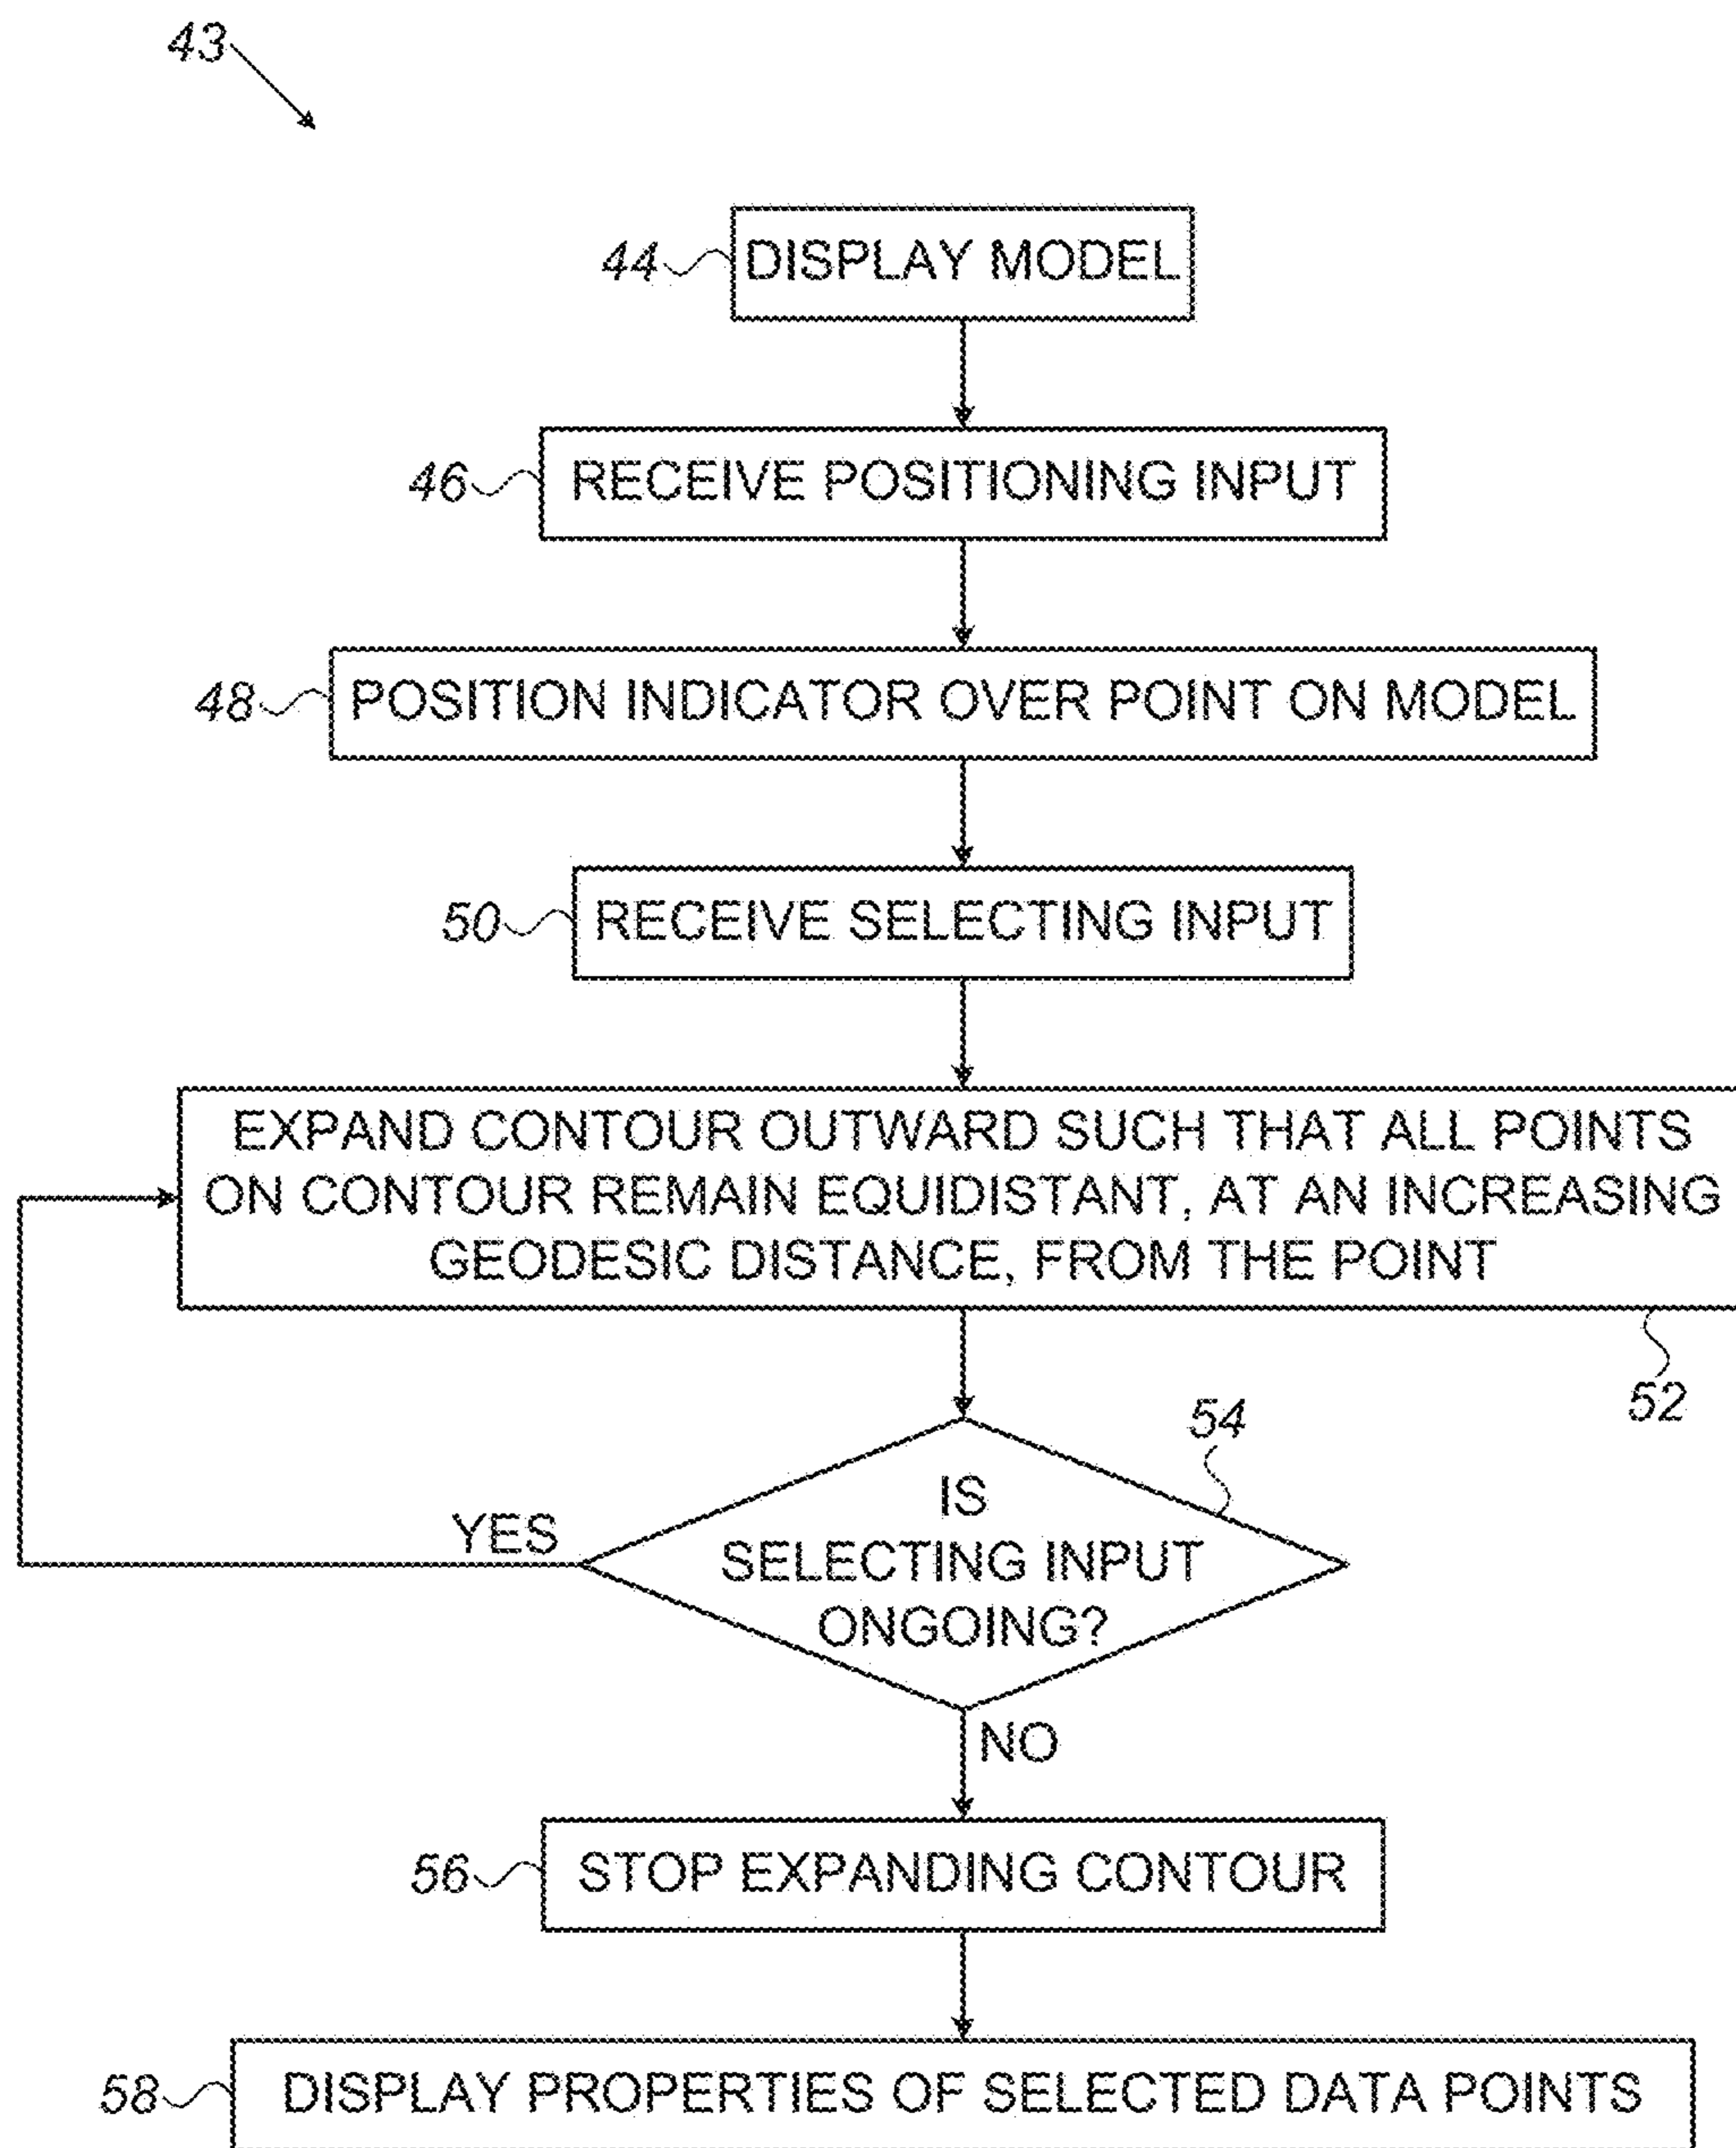 43
44 DISPLAY MODEL
46 RECEIVE POSITIONING INPUT
48 POSITION INDICATOR OVER POINT ON MODEL
50 RECEIVE SELECTING INPUT
EXPAND CONTOUR OUTWARD SUCH THAT ALL POINTS
ON CONTOUR REMAIN EQUIDISTANT, AT AN INCREASING
GEODESIC DISTANCE, FROM THE POINT
52
54
IS
YES
SELECTING INPUT
ONGOING?
NO
56 STOP EXPANDING CONTOUR
58 DISPLAY PROPERTIES OF SELECTED DATA POINTS